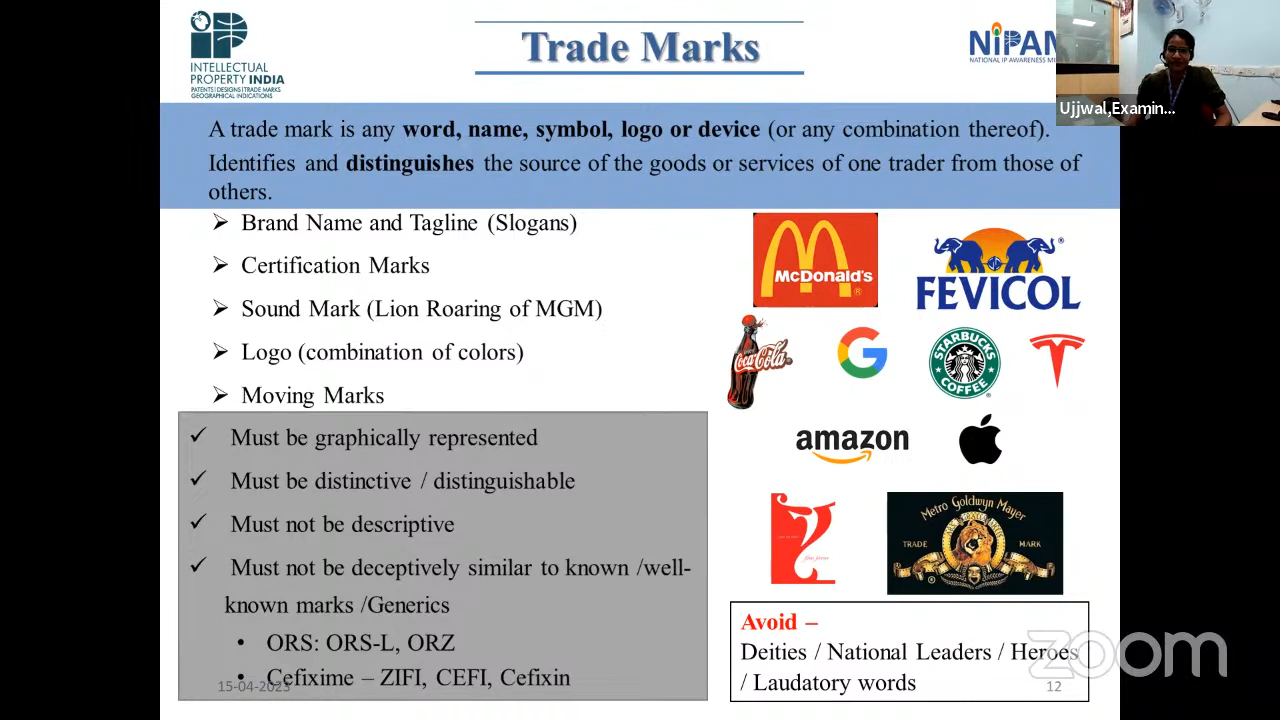 iP
INTELLECTUAL
PROPERTY INDIA
PATENTS | DESIGNS | TRADE MARKS
GEOGRAPHICAL INDICATIONS
Trade Marks
NiPAM
NATIONAL IP AWARENESS
Ujjwal,Examin...
A trade mark is any word, name, symbol, logo or device (or any combination thereof).
Identifies and distinguishes the source of the goods or services of one trader from those of
others.
➢ Brand Name and Tagline (Slogans)
➢ Certification Marks
➢ Sound Mark (Lion Roaring of MGM)
➢ Logo (combination of colors)
➢ Moving Marks
✓ Must be graphically represented
✓ Must be distinctive / distinguishable
✓ Must not be descriptive
✓ Must not be deceptively similar to known /well-
known marks /Generics
• ORS: ORS-L, ORZ
• Cefixime – ZIFI, CEFI, Cefixin
15-04-2023
McDonald's ®
FEVICOL ®
Coca-Cola
G
STARBUCKS
COFFEE ®
amazon
Metro Goldwyn Mayer
TRADE MARK
®
Avoid –
Deities / National Leaders / Heroes
/ Laudatory words
12
zoom